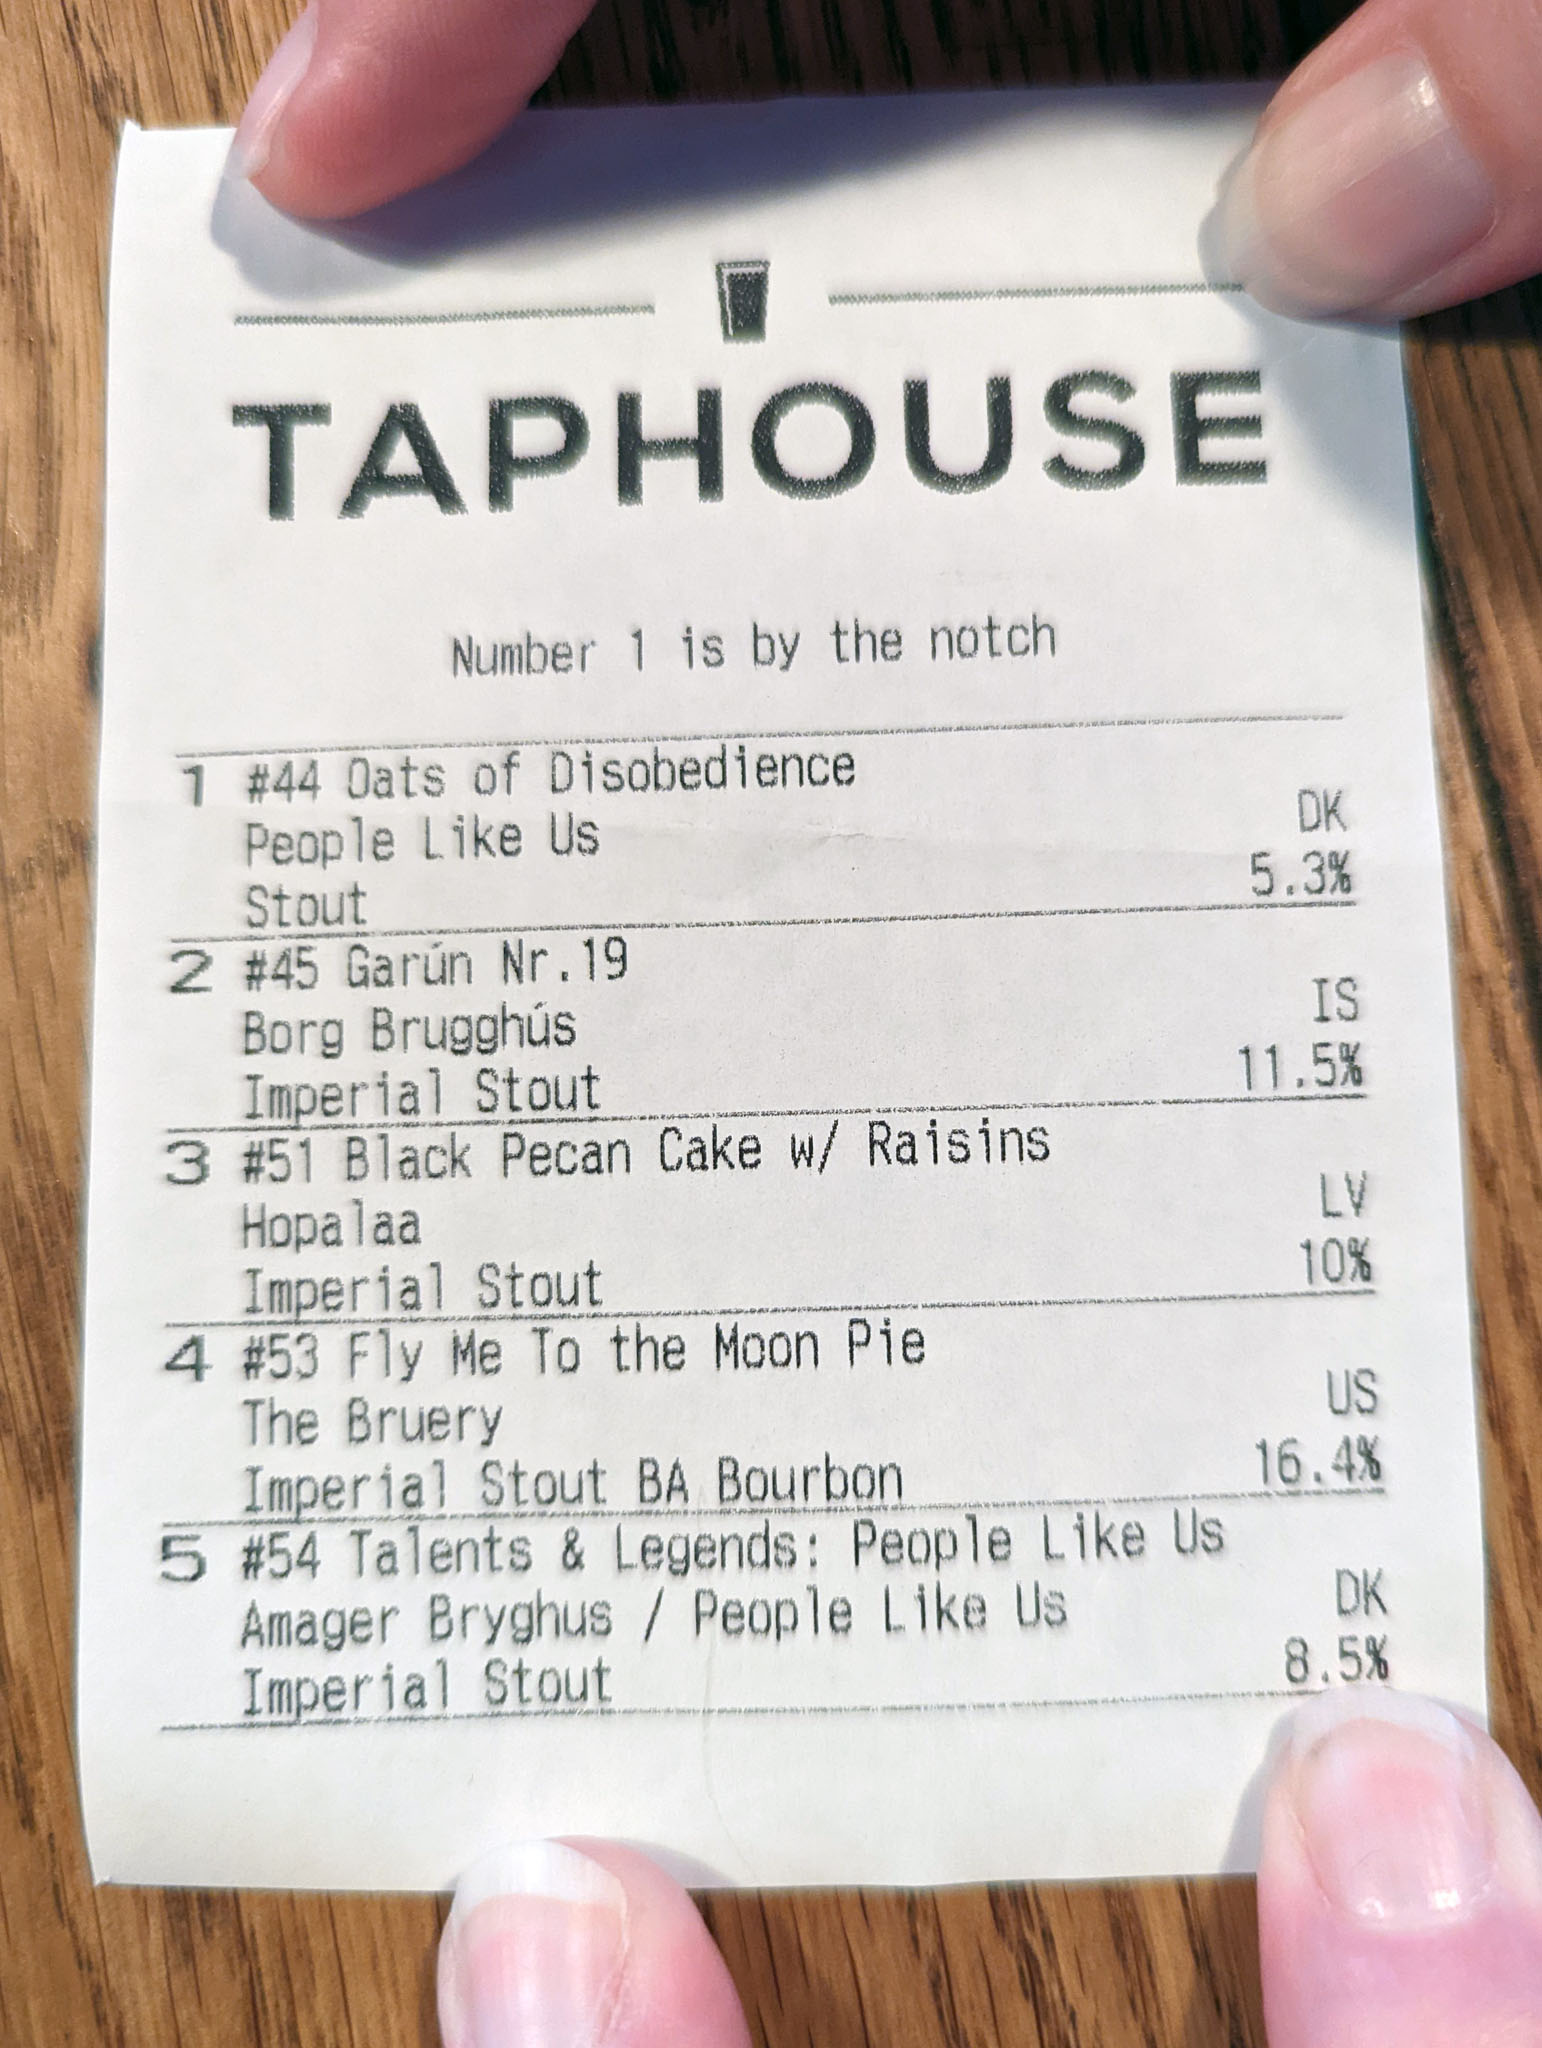 TAPHOUSE
Number 1 is by the notch
1 #44 Oats of Disobedience
People Like Us DK
Stout 5.3%
2 #45 Garún Nr.19
Borg Brugghús IS
Imperial Stout 11.5%
3 #51 Black Pecan Cake w/ Raisins
Hopalaa LV
Imperial Stout 10%
4 #53 Fly Me To the Moon Pie
The Bruery US
Imperial Stout BA Bourbon 16.4%
5 #54 Talents & Legends: People Like Us
Amager Bryghus / People Like Us DK
Imperial Stout 8.5%